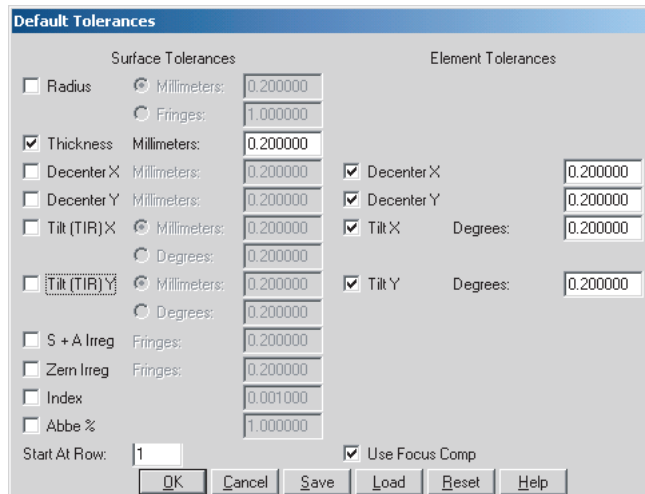 Default Tolerances
Surface Tolerances Element Tolerances
Radius Millimeters: 0.200000
Fringes: 1.000000
Thickness Millimeters: 0.200000
Decenter X Millimeters: 0.200000 Decenter X 0.200000
Decenter Y Millimeters: 0.200000 Decenter Y 0.200000
Tilt (TIR) X Millimeters: 0.200000 Tilt X Degrees: 0.200000
Degrees: 0.200000
Tilt (TIR) Y Millimeters: 0.200000 Tilt Y Degrees: 0.200000
Degrees: 0.200000
S + A Irreg Fringes: 0.200000
Zern Irreg Fringes: 0.200000
Index 0.001000
Abbe % 1.000000
Start At Row: 1 Use Focus Comp
OK Cancel Save Load Reset Help